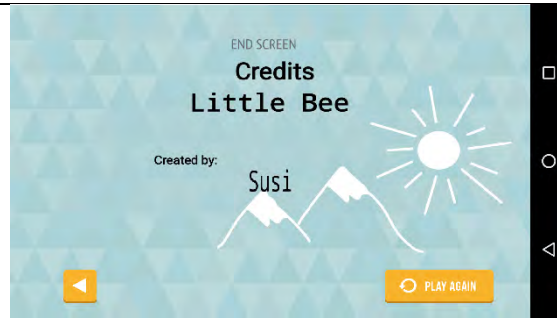 END SCREEN
Credits
Little Bee
Created by:
Susi
PLAY AGAIN